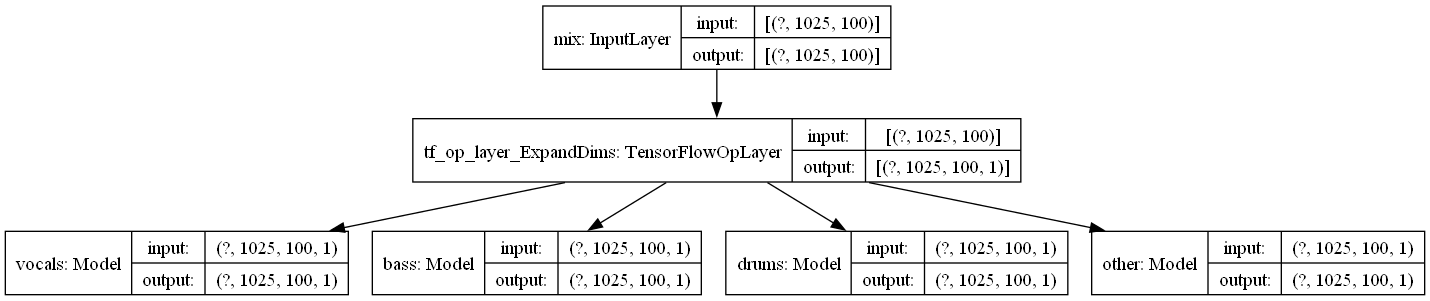 mix: InputLayer
input:
[(?, 1025, 100)]
output:
[(?, 1025, 100)]
tf_op_layer_ExpandDims: TensorFlowOpLayer
input:
[(?, 1025, 100)]
output:
[(?, 1025, 100, 1)]
vocals: Model
input:
(?, 1025, 100, 1)
output:
(?, 1025, 100, 1)
bass: Model
input:
(?, 1025, 100, 1)
output:
(?, 1025, 100, 1)
drums: Model
input:
(?, 1025, 100, 1)
output:
(?, 1025, 100, 1)
other: Model
input:
(?, 1025, 100, 1)
output:
(?, 1025, 100, 1)